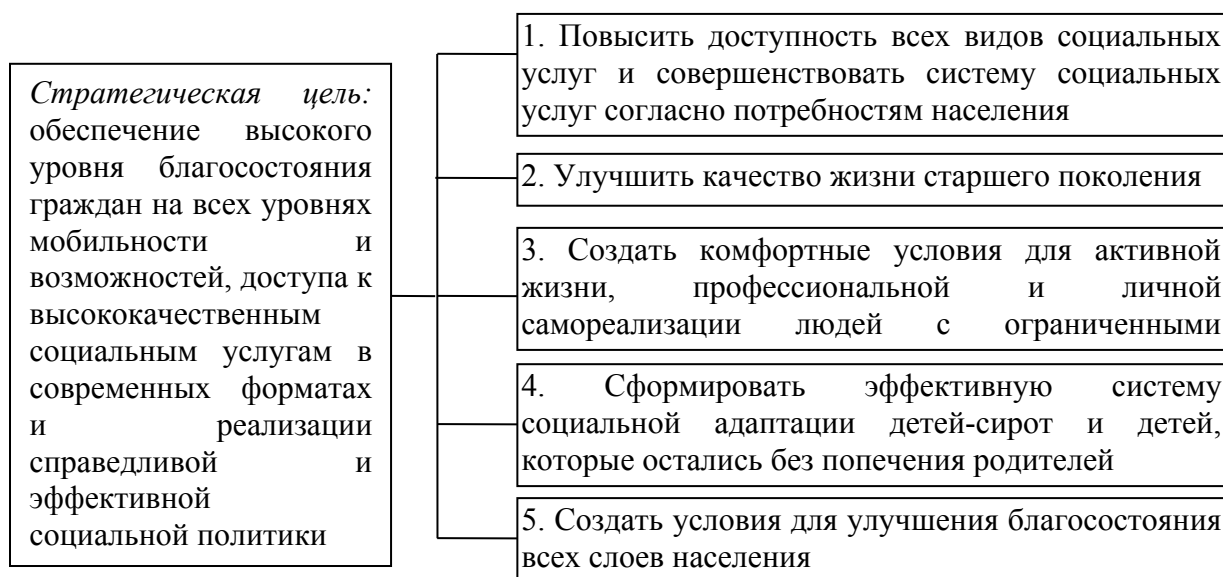 Стратегическая цель:
обеспечение высокого
уровня благосостояния
граждан на всех уровнях
мобильности и
возможностей, доступа к
высококачественным
социальным услугам в
современных форматах
и реализации
справедливой и
эффективной
социальной политики
1. Повысить доступность всех видов социальных
услуг и совершенствовать систему социальных
услуг согласно потребностям населения
2. Улучшить качество жизни старшего поколения
3. Создать комфортные условия для активной
жизни, профессиональной и личной
самореализации людей с ограниченными
4. Сформировать эффективную систему
социальной адаптации детей-сирот и детей,
которые остались без попечения родителей
5. Создать условия для улучшения благосостояния
всех слоев населения